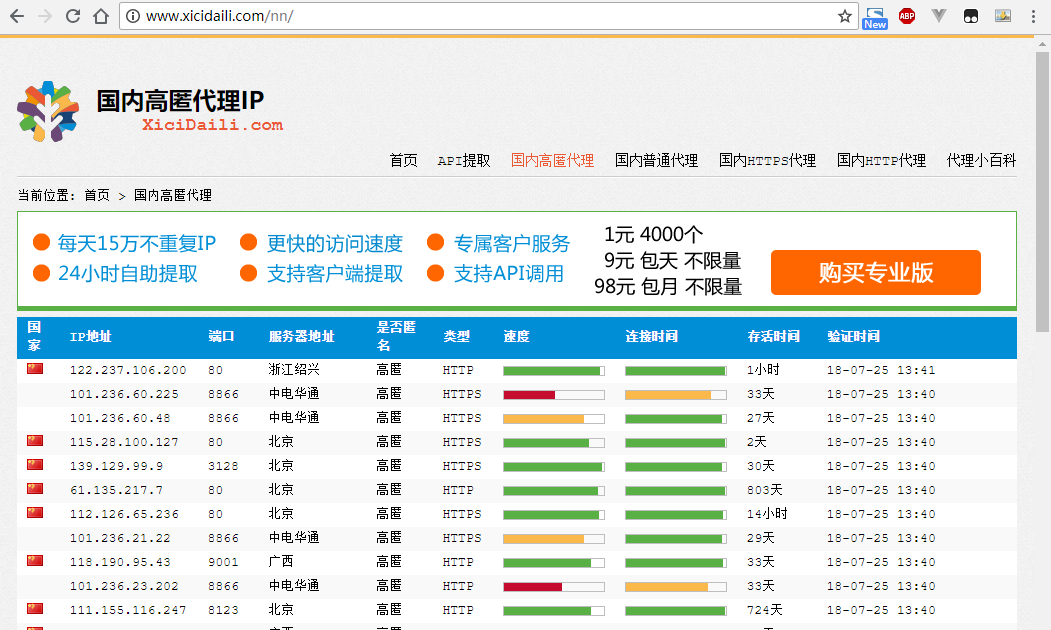 www.xicidaili.com/nn/
New
ABP
国内高匿代理IP
XiciDaili.com
首页 API提取 国内高匿代理 国内普通代理 国内HTTPS代理 国内HTTP代理 代理小百科
当前位置: 首页 > 国内高匿代理
每天15万不重复IP 更快的访问速度 专属客户服务 1元 4000个
24小时自助提取 支持客户端提取 支持API调用 9元 包天 不限量
98元 包月 不限量
购买专业版
国家 IP地址 端口 服务器地址 是否匿名 类型 速度 连接时间 存活时间 验证时间
122.237.106.200 80 浙江绍兴 高匿 HTTP 1小时 18-07-25 13:41
101.236.60.225 8866 中电华通 高匿 HTTPS 33天 18-07-25 13:40
101.236.60.48 8866 中电华通 高匿 HTTPS 27天 18-07-25 13:40
115.28.100.127 80 北京 高匿 HTTPS 2天 18-07-25 13:40
139.129.99.9 3128 北京 高匿 HTTPS 30天 18-07-25 13:40
61.135.217.7 80 北京 高匿 HTTP 803天 18-07-25 13:40
112.126.65.236 80 北京 高匿 HTTPS 14小时 18-07-25 13:40
101.236.21.22 8866 中电华通 高匿 HTTPS 29天 18-07-25 13:40
118.190.95.43 9001 广西 高匿 HTTP 33天 18-07-25 13:40
101.236.23.202 8866 中电华通 高匿 HTTP 33天 18-07-25 13:40
111.155.116.247 8123 北京 高匿 HTTP 724天 18-07-25 13:40